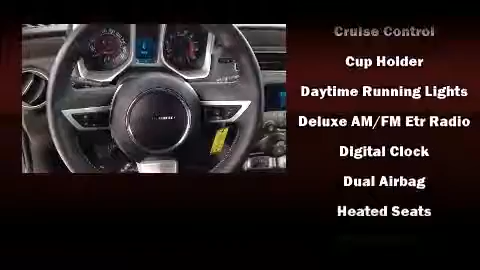 Cruise Control
Cup Holder
Daytime Running Lights
Deluxe AM/FM Etr Radio
Digital Clock
Dual Airbag
Heated Seats